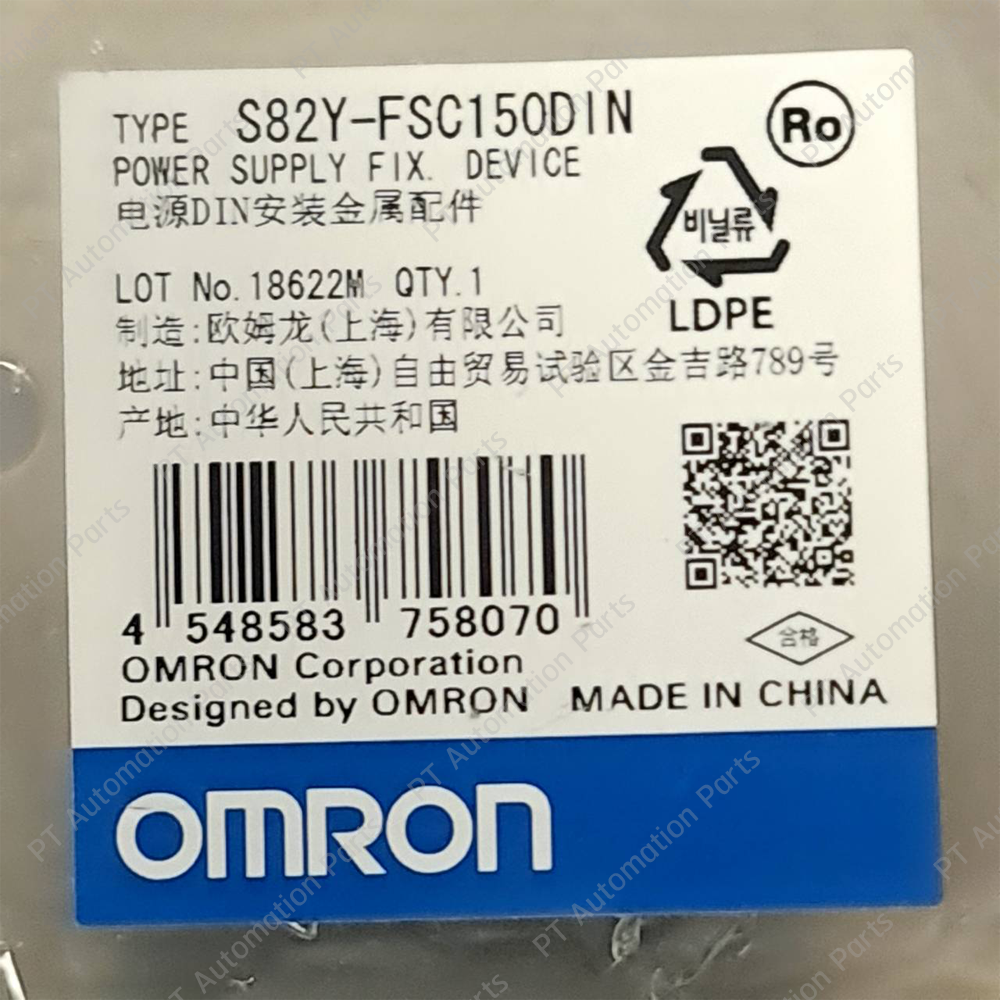 TYPE S82Y-FSC150DIN
Ro
POWER SUPPLY FIX. DEVICE
电源DIN安装金属配件
비닐류
LDPE
LOT No.18622M QTY.1
制造:欧姆龙(上海)有限公司
地址:中国(上海)自由贸易试验区金吉路789号
产地:中华人民共和国
4 548583 758070
合格
OMRON Corporation
Designed by OMRON MADE IN CHINA
OMRON
PT Automation Parts